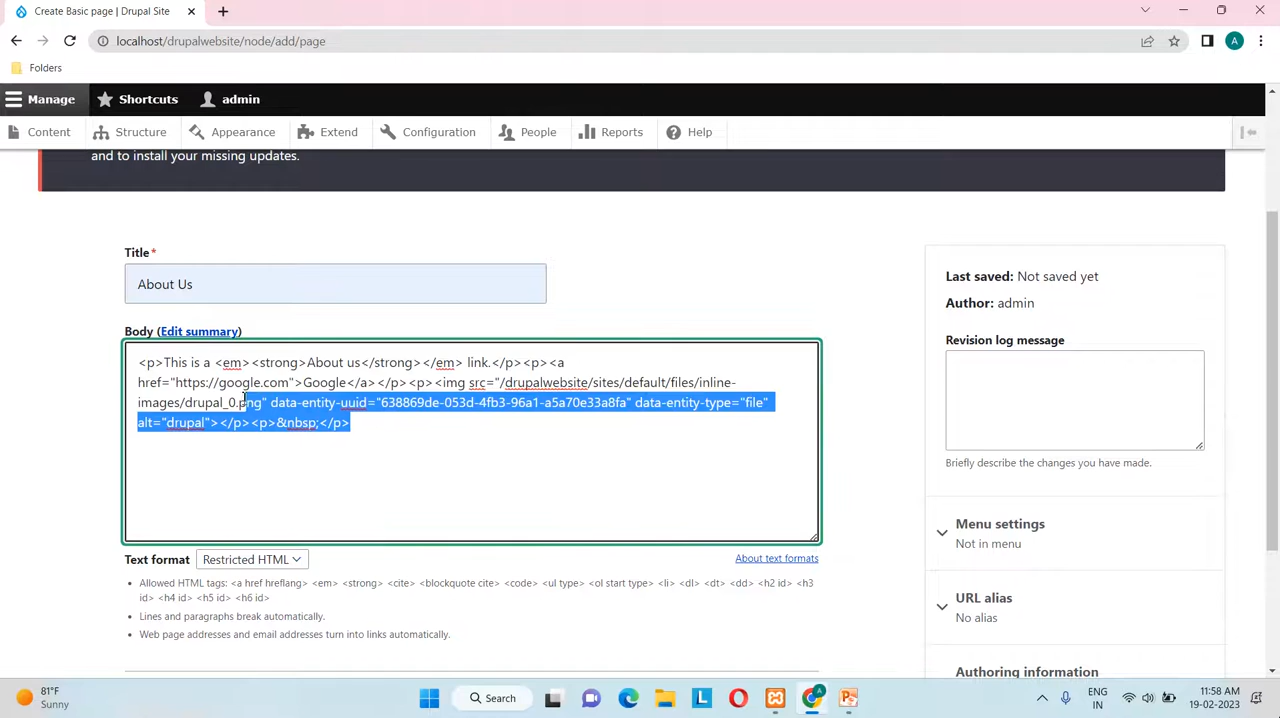 Create Basic page | Drupal Site
localhost/drupalwebsite/node/add/page
A
Folders
Manage
Shortcuts
admin
Content
Structure
Appearance
Extend
Configuration
People
Reports
Help
and to install your missing updates.
Title*
About Us
Body (Edit summary)
<p>This is a <em><strong>About us</strong></em> link.</p><p><a
href="https://google.com">Google</a></p><p><img src="/drupalwebsite/sites/default/files/inline-
images/drupal_0.png" data-entity-uuid="638869de-053d-4fb3-96a1-a5a70e33a8fa" data-entity-type="file"
alt="drupal"></p><p>&nbsp;</p>
Text format Restricted HTML
About text formats
Allowed HTML tags: <a href hreflang> <em> <strong> <cite> <blockquote cite> <code> <ul type> <ol start type> <li> <dl> <dt> <dd> <h2 id> <h3
id> <h4 id> <h5 id> <h6 id>
Lines and paragraphs break automatically.
Web page addresses and email addresses turn into links automatically.
Last saved: Not saved yet
Author: admin
Revision log message
Briefly describe the changes you have made.
Menu settings
Not in menu
URL alias
No alias
Authoring information
81°F
Sunny
Search
L
A
ENG
IN
11:58 AM
19-02-2023